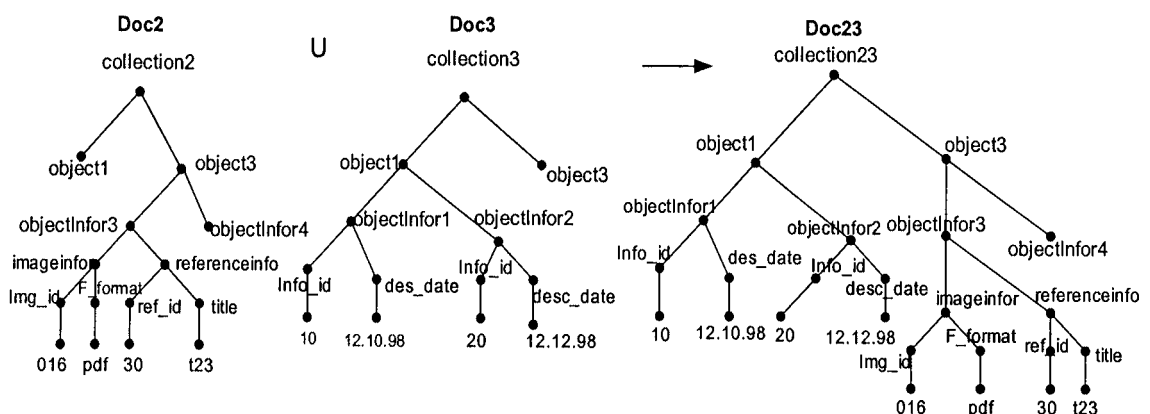 Doc2
collection2
object1
object3
objectInfor3
objectInfor4
imageinfor
referenceinfo
Img_id
F_format
ref_id
title
016
pdf
30
t23
U
Doc3
collection3
object1
object3
objectInfor1
objectInfor2
Info_id
des_date
Info_id
desc_date
10
12.10.98
20
12.12.98
Doc23
collection23
object1
object3
objectInfor1
objectInfor2
objectInfor3
objectInfor4
Info_id
des_date
Info_id
desc_date
10
12.10.98
20
12.12.98
imageinfor
referenceinfo
Img_id
F_format
ref_id
title
016
pdf
30
t23